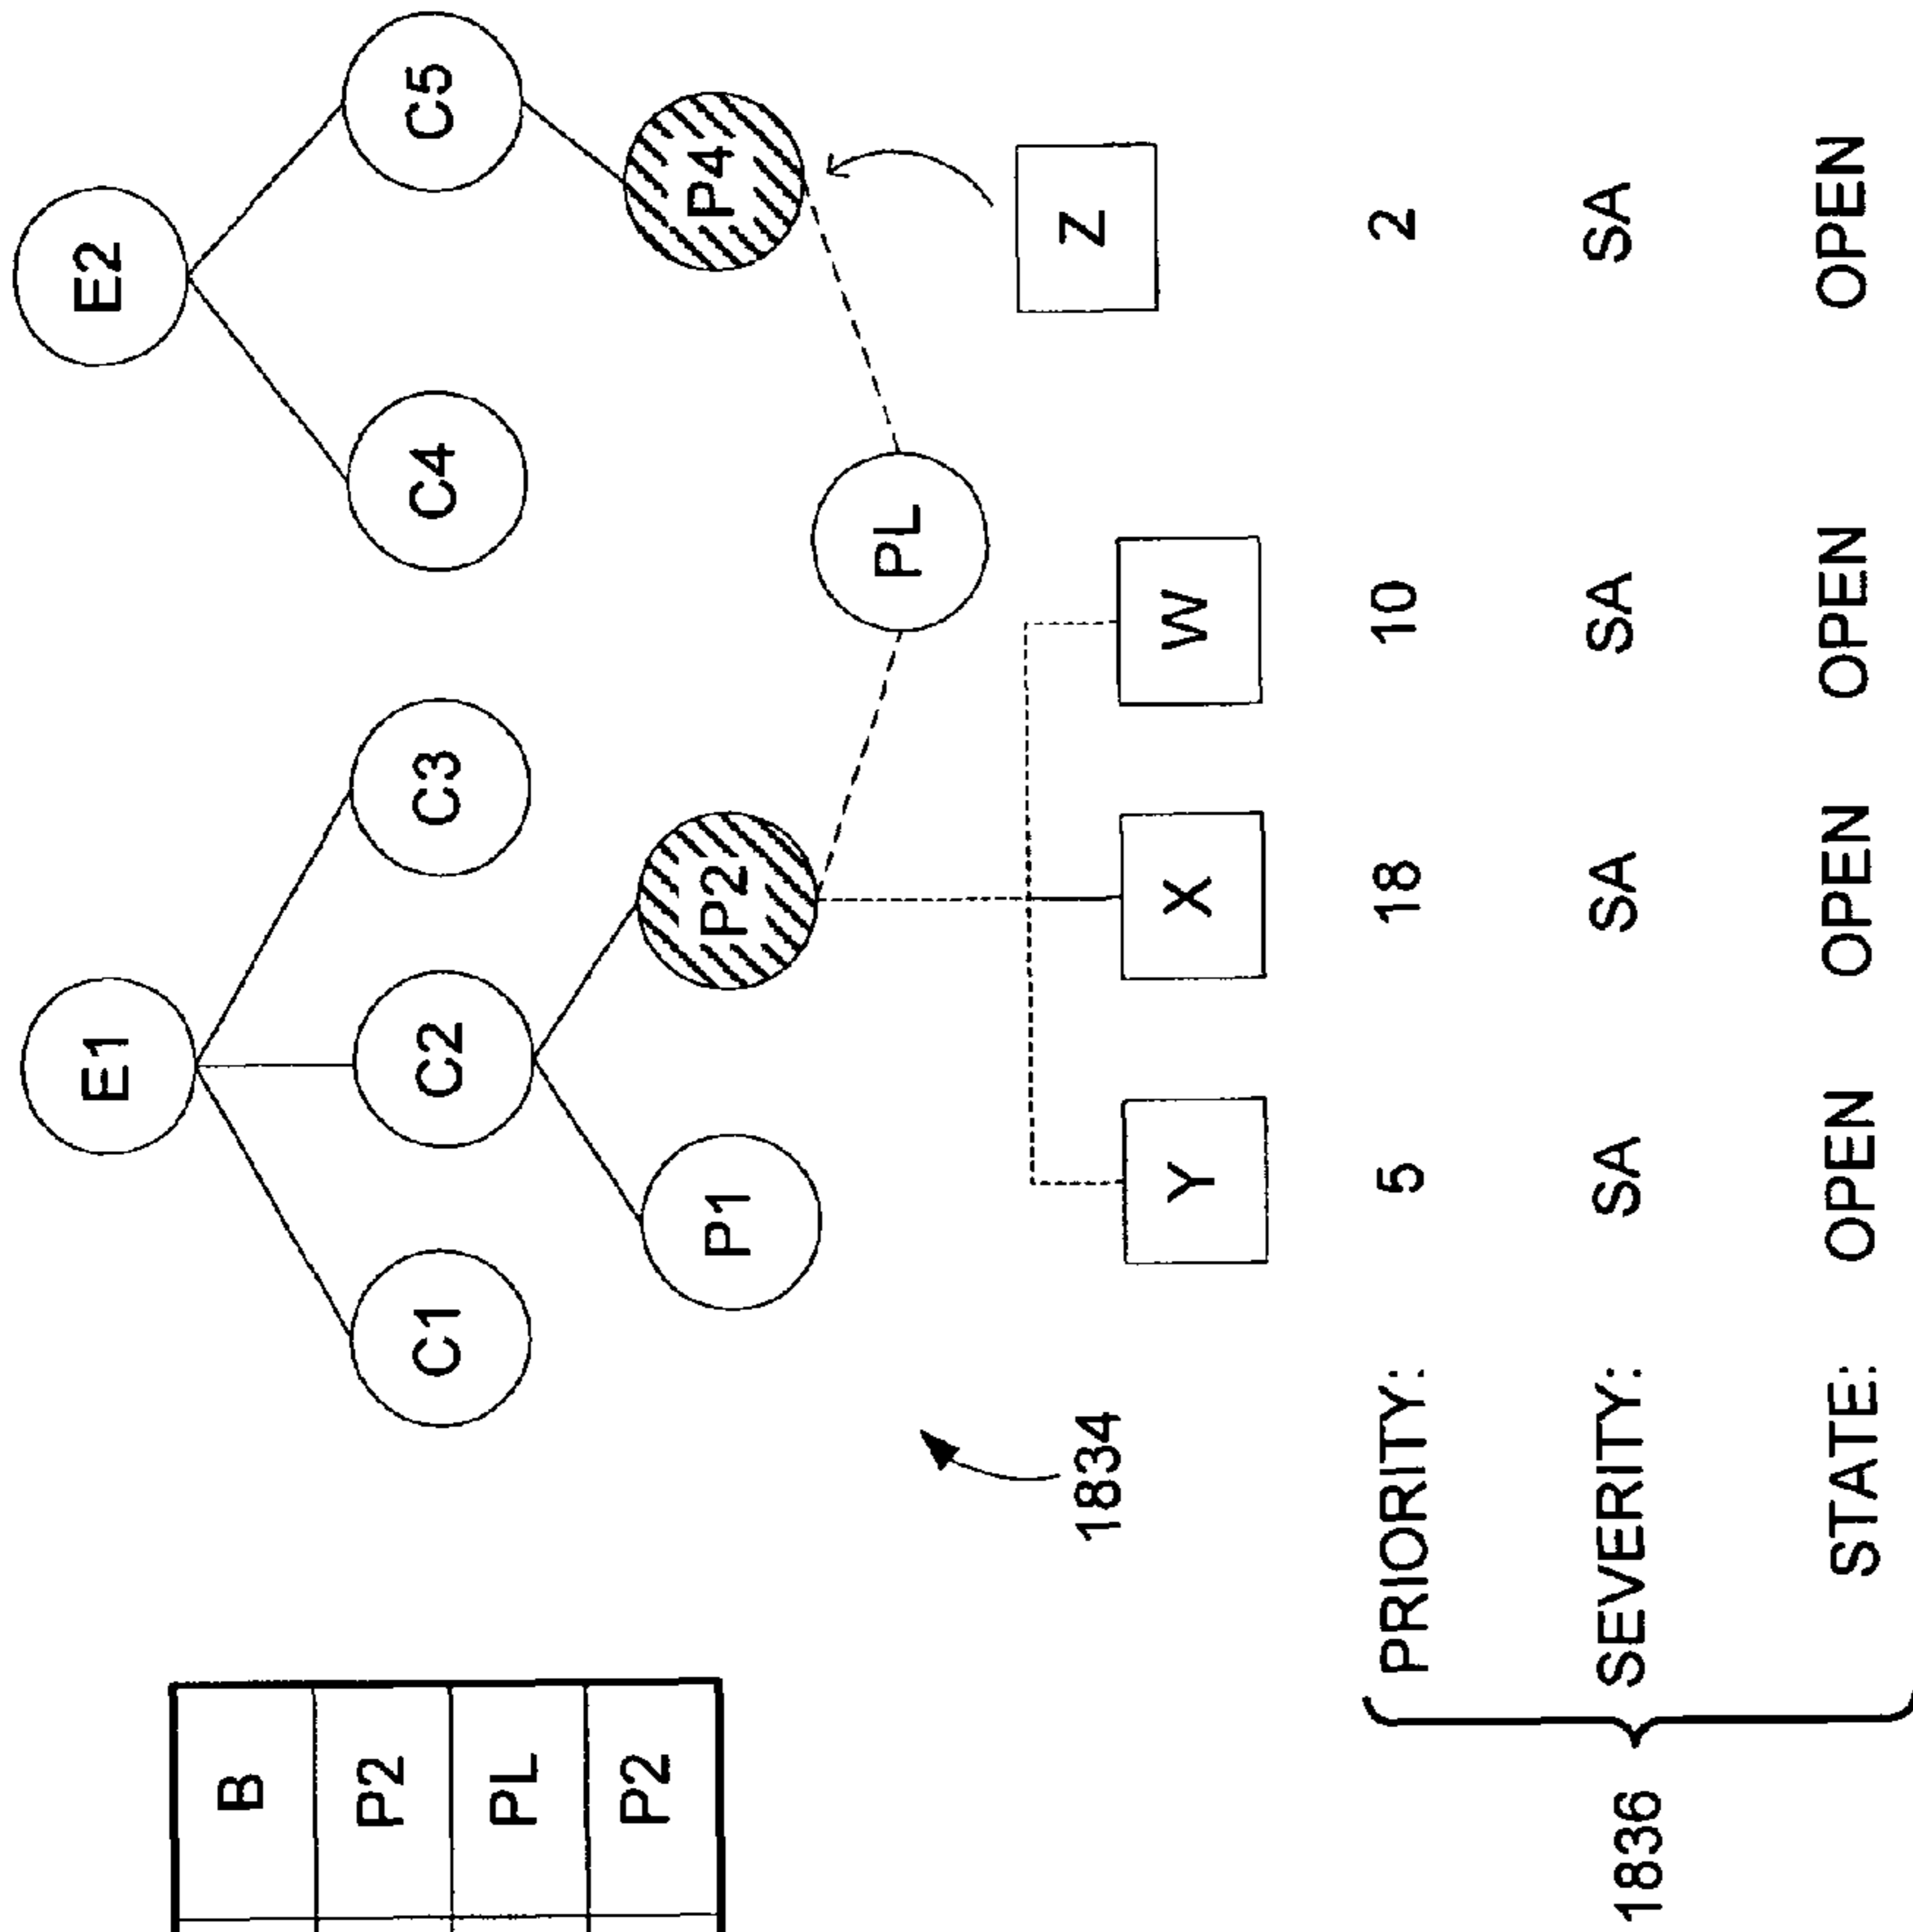 B
P2
PL
P2
E1 E2
C1 C2 C3 C4 C5
P1 P2 P4
PL
1834
Z
Y X W
PRIORITY: 5 18 10 2
SEVERITY: SA SA SA SA
STATE: OPEN OPEN OPEN OPEN
1836